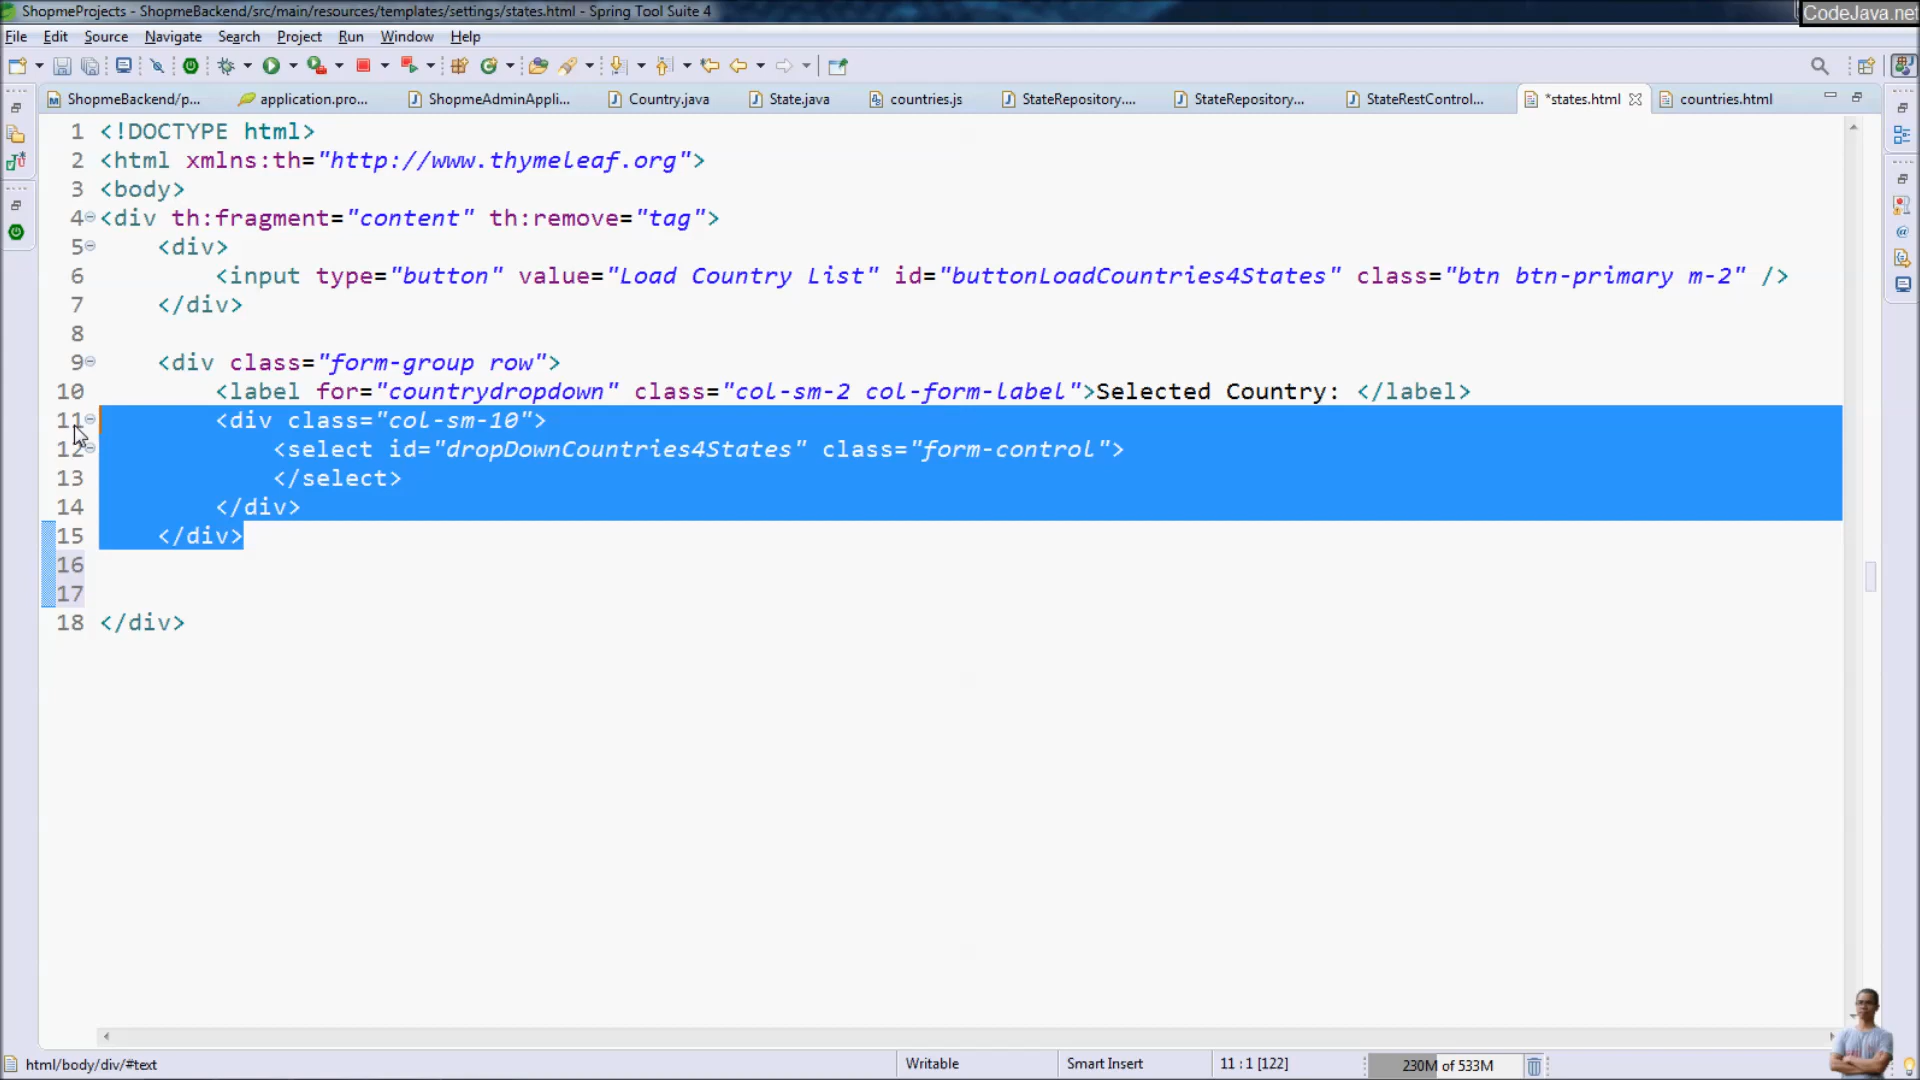 ShopmeProjects - ShopmeBackend/src/main/resources/templates/settings/states.html - Spring Tool Suite 4
CodeJava.net
File Edit Source Navigate Search Project Run Window Help
ShopmeBackend/p... application.pro... ShopmeAdminAppli... Country.java State.java countries.js StateRepository.... StateRepository... StateRestControl... *states.html countries.html
1 <!DOCTYPE html>
2 <html xmlns:th="http://www.thymeleaf.org">
3 <body>
4 <div th:fragment="content" th:remove="tag">
5 <div>
6 <input type="button" value="Load Country List" id="buttonLoadCountries4States" class="btn btn-primary m-2" />
7 </div>
8
9 <div class="form-group row">
10 <label for="countrydropdown" class="col-sm-2 col-form-label">Selected Country: </label>
11 <div class="col-sm-10">
12 <select id="dropDownCountries4States" class="form-control">
13 </select>
14 </div>
15 </div>
16
17
18 </div>
html/body/div/#text Writable Smart Insert 11 : 1 [122] 230M of 533M